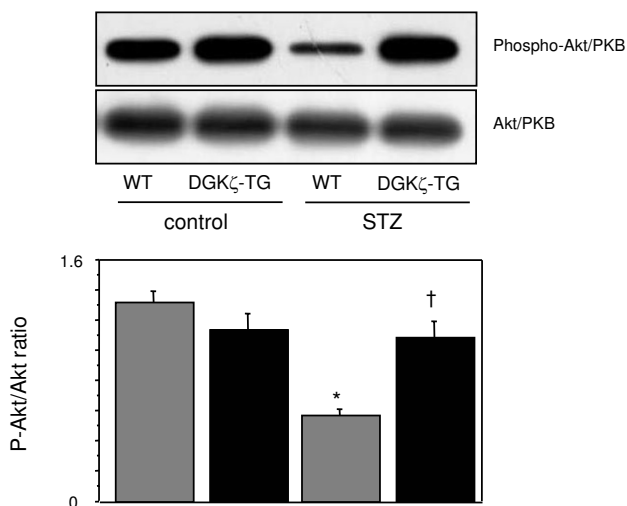 Phospho-Akt/PKB
Akt/PKB
WT DGKζ-TG WT DGKζ-TG
control STZ
1.6
P-Akt/Akt ratio
†
*
0